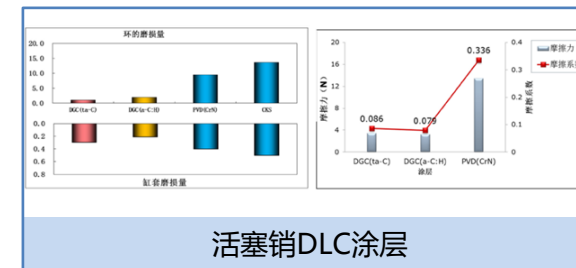 环的磨损量
20.0
15.0
10.0
5.0
0.0
DGC(ta-C) DGC(a-C:H) PVD(CrN) CKS
0.0
0.2
0.4
0.6
0.8
缸套磨损量
20
16
12
8
4
0
摩擦力（N）
0.086
0.079
0.336
0.4
0.3
0.2
0.1
0
摩擦系数
DGC(ta-C) DGC(a-C:H) PVD(CrN)
涂层
摩擦力
摩擦系数
活塞销DLC涂层